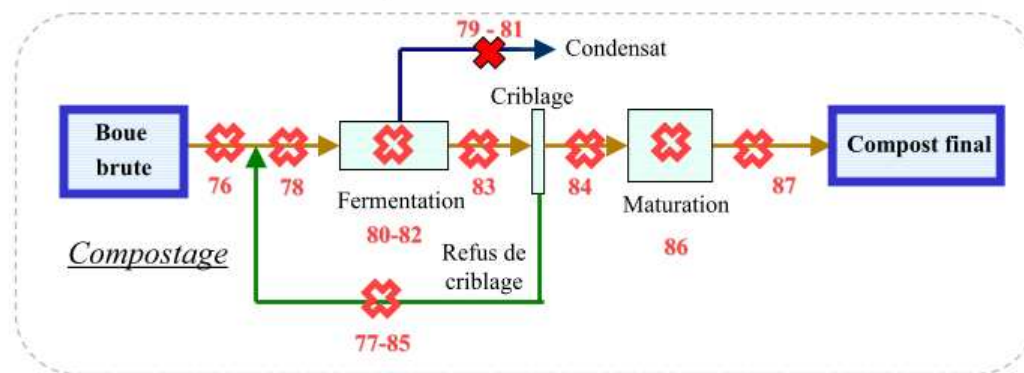 79 - 81
Condensat
Criblage
Boue
brute
Compost final
76
78
83
84
87
Fermentation
Maturation
80-82
86
Compostage
Refus de
criblage
77-85